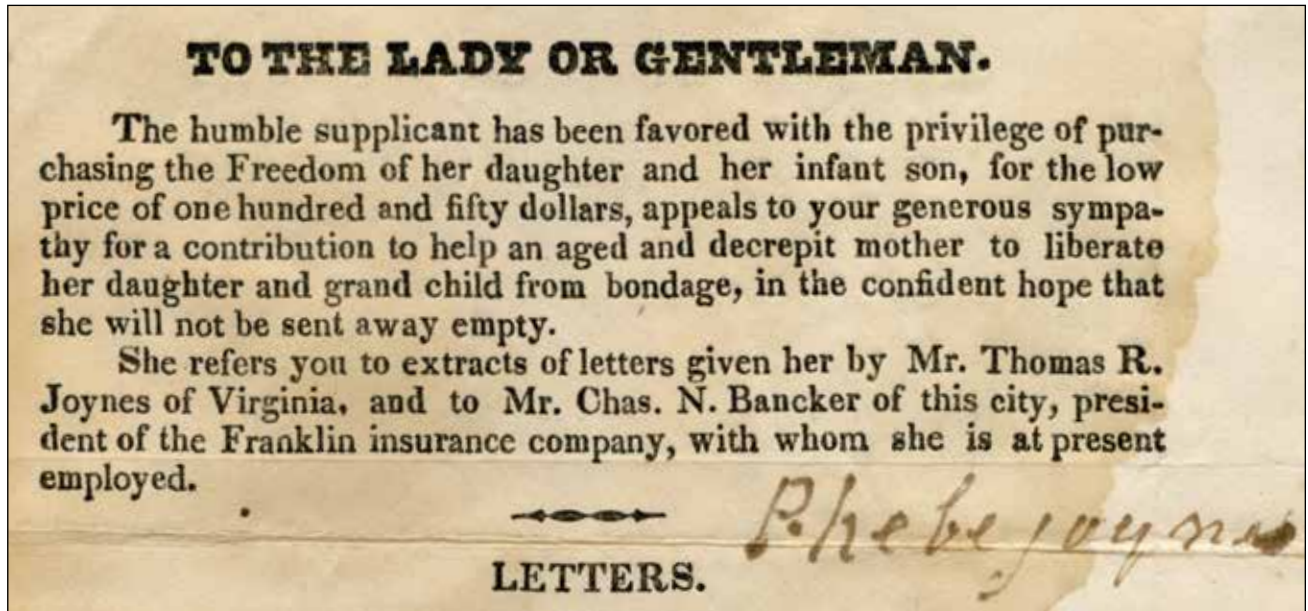 TO THE LADY OR GENTLEMAN.
The humble supplicant has been favored with the privilege of pur-
chasing the Freedom of her daughter and her infant son, for the low
price of one hundred and fifty dollars, appeals to your generous sympa-
thy for a contribution to help an aged and decrepit mother to liberate
her daughter and grand child from bondage, in the confident hope that
she will not be sent away empty.
She refers you to extracts of letters given her by Mr. Thomas R.
Joynes of Virginia, and to Mr. Chas. N. Bancker of this city, presi-
dent of the Franklin insurance company, with whom she is at present
employed.
Phebe joynes
LETTERS.